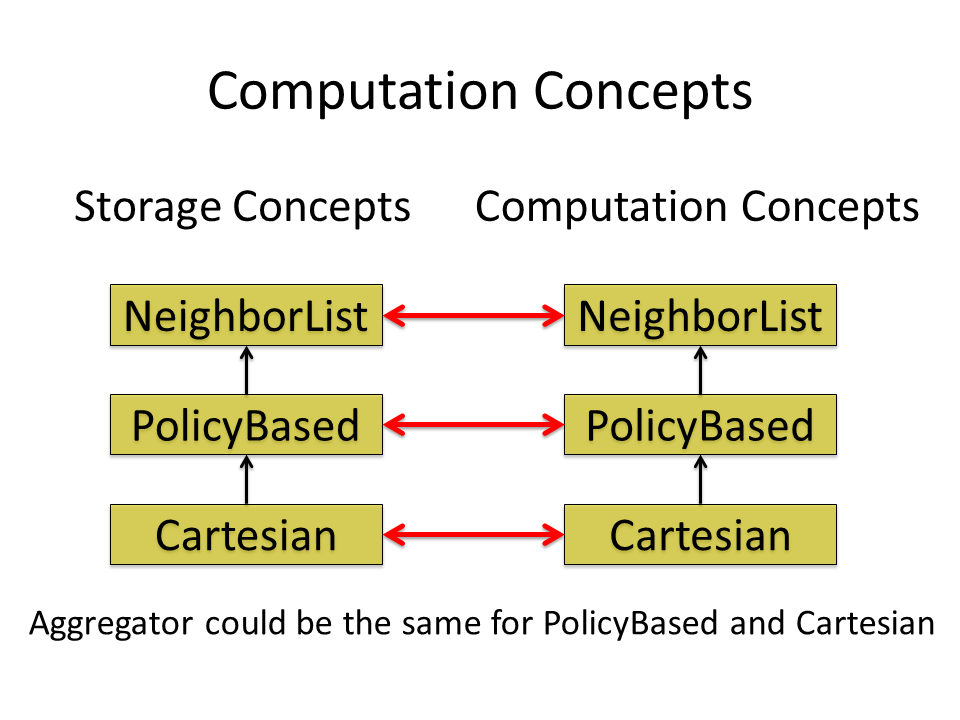 Computation Concepts
Storage Concepts
Computation Concepts
NeighborList
NeighborList
PolicyBased
PolicyBased
Cartesian
Cartesian
Aggregator could be the same for PolicyBased and Cartesian